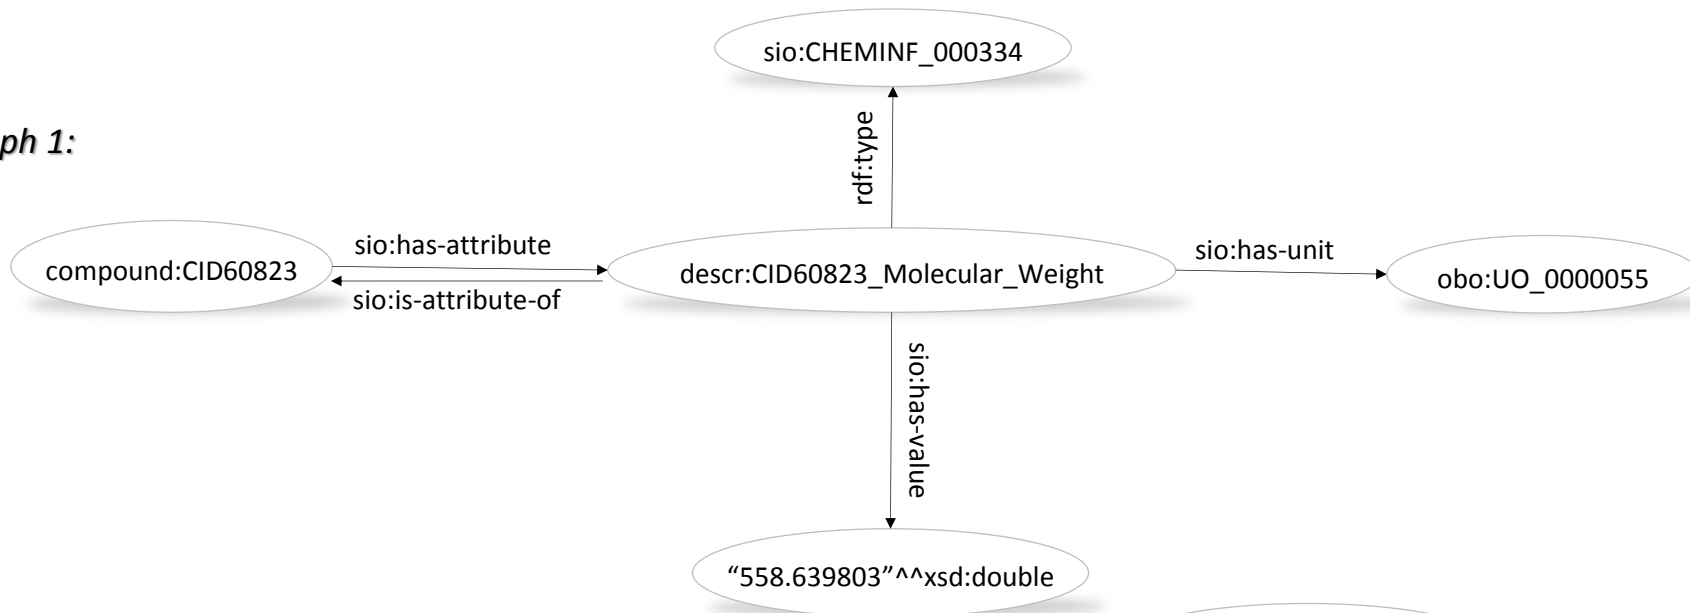 sio:CHEMINF_000334
rdf:type
ph 1:
compound:CID60823
sio:has-attribute
sio:is-attribute-of
descr:CID60823_Molecular_Weight
sio:has-unit
obo:UO_0000055
sio:has-value
“558.639803”^^xsd:double